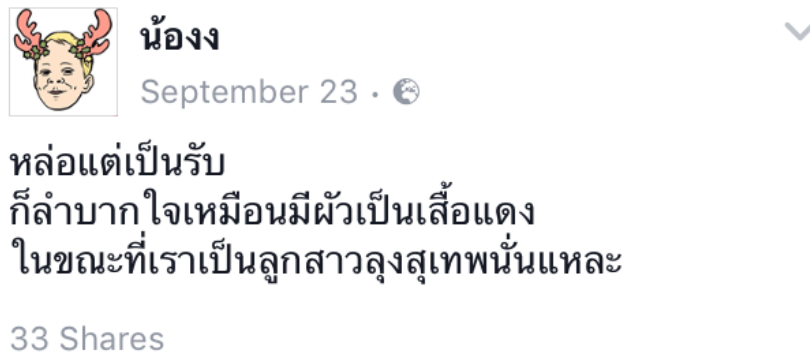 น้องง
September 23 ·
หล่อแต่เป็นรับ
ก็ลำบากใจเหมือนมีผัวเป็นเสื้อแดง
ในขณะที่เราเป็นลูกสาวลุงสุเทพนั่นแหละ
33 Shares